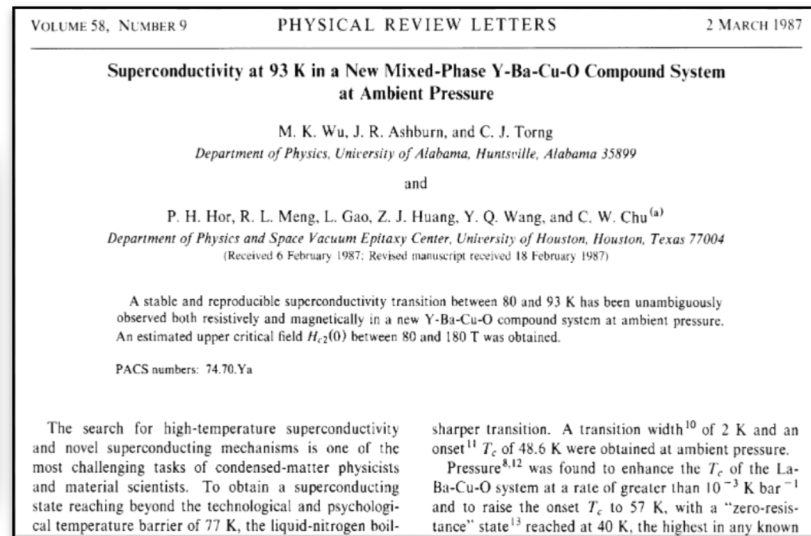 VOLUME 58, NUMBER 9 PHYSICAL REVIEW LETTERS 2 MARCH 1987
Superconductivity at 93 K in a New Mixed-Phase Y-Ba-Cu-O Compound System
at Ambient Pressure
M. K. Wu, J. R. Ashburn, and C. J. Torng
Department of Physics, University of Alabama, Huntsville, Alabama 35899
and
P. H. Hor, R. L. Meng, L. Gao, Z. J. Huang, Y. Q. Wang, and C. W. Chu(a)
Department of Physics and Space Vacuum Epitaxy Center, University of Houston, Houston, Texas 77004
(Received 6 February 1987; Revised manuscript received 18 February 1987)
A stable and reproducible superconductivity transition between 80 and 93 K has been unambiguously
observed both resistively and magnetically in a new Y-Ba-Cu-O compound system at ambient pressure.
An estimated upper critical field Hc2(0) between 80 and 180 T was obtained.
PACS numbers: 74.70.Ya
The search for high-temperature superconductivity
and novel superconducting mechanisms is one of the
most challenging tasks of condensed-matter physicists
and material scientists. To obtain a superconducting
state reaching beyond the technological and psychologi-
cal temperature barrier of 77 K, the liquid-nitrogen boil-
sharper transition. A transition width10 of 2 K and an
onset11 Tc of 48.6 K were obtained at ambient pressure.
Pressure8,12 was found to enhance the Tc of the La-
Ba-Cu-O system at a rate of greater than 10−3 K bar−1
and to raise the onset Tc to 57 K, with a "zero-resis-
tance" state13 reached at 40 K, the highest in any known